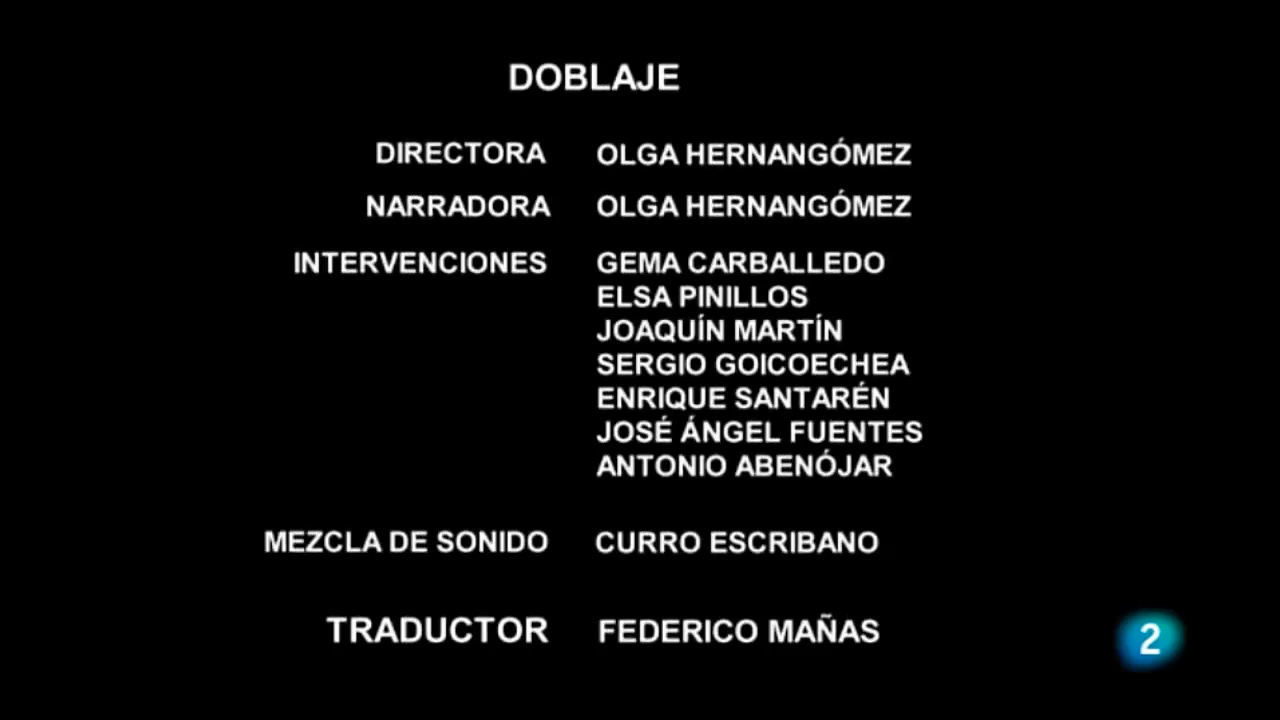 DOBLAJE
DIRECTORA OLGA HERNANGÓMEZ
NARRADORA OLGA HERNANGÓMEZ
INTERVENCIONES GEMA CARBALLEDO
ELSA PINILLOS
JOAQUÍN MARTÍN
SERGIO GOICOECHEA
ENRIQUE SANTARÉN
JOSÉ ÁNGEL FUENTES
ANTONIO ABENÓJAR
MEZCLA DE SONIDO CURRO ESCRIBANO
TRADUCTOR FEDERICO MAÑAS
2